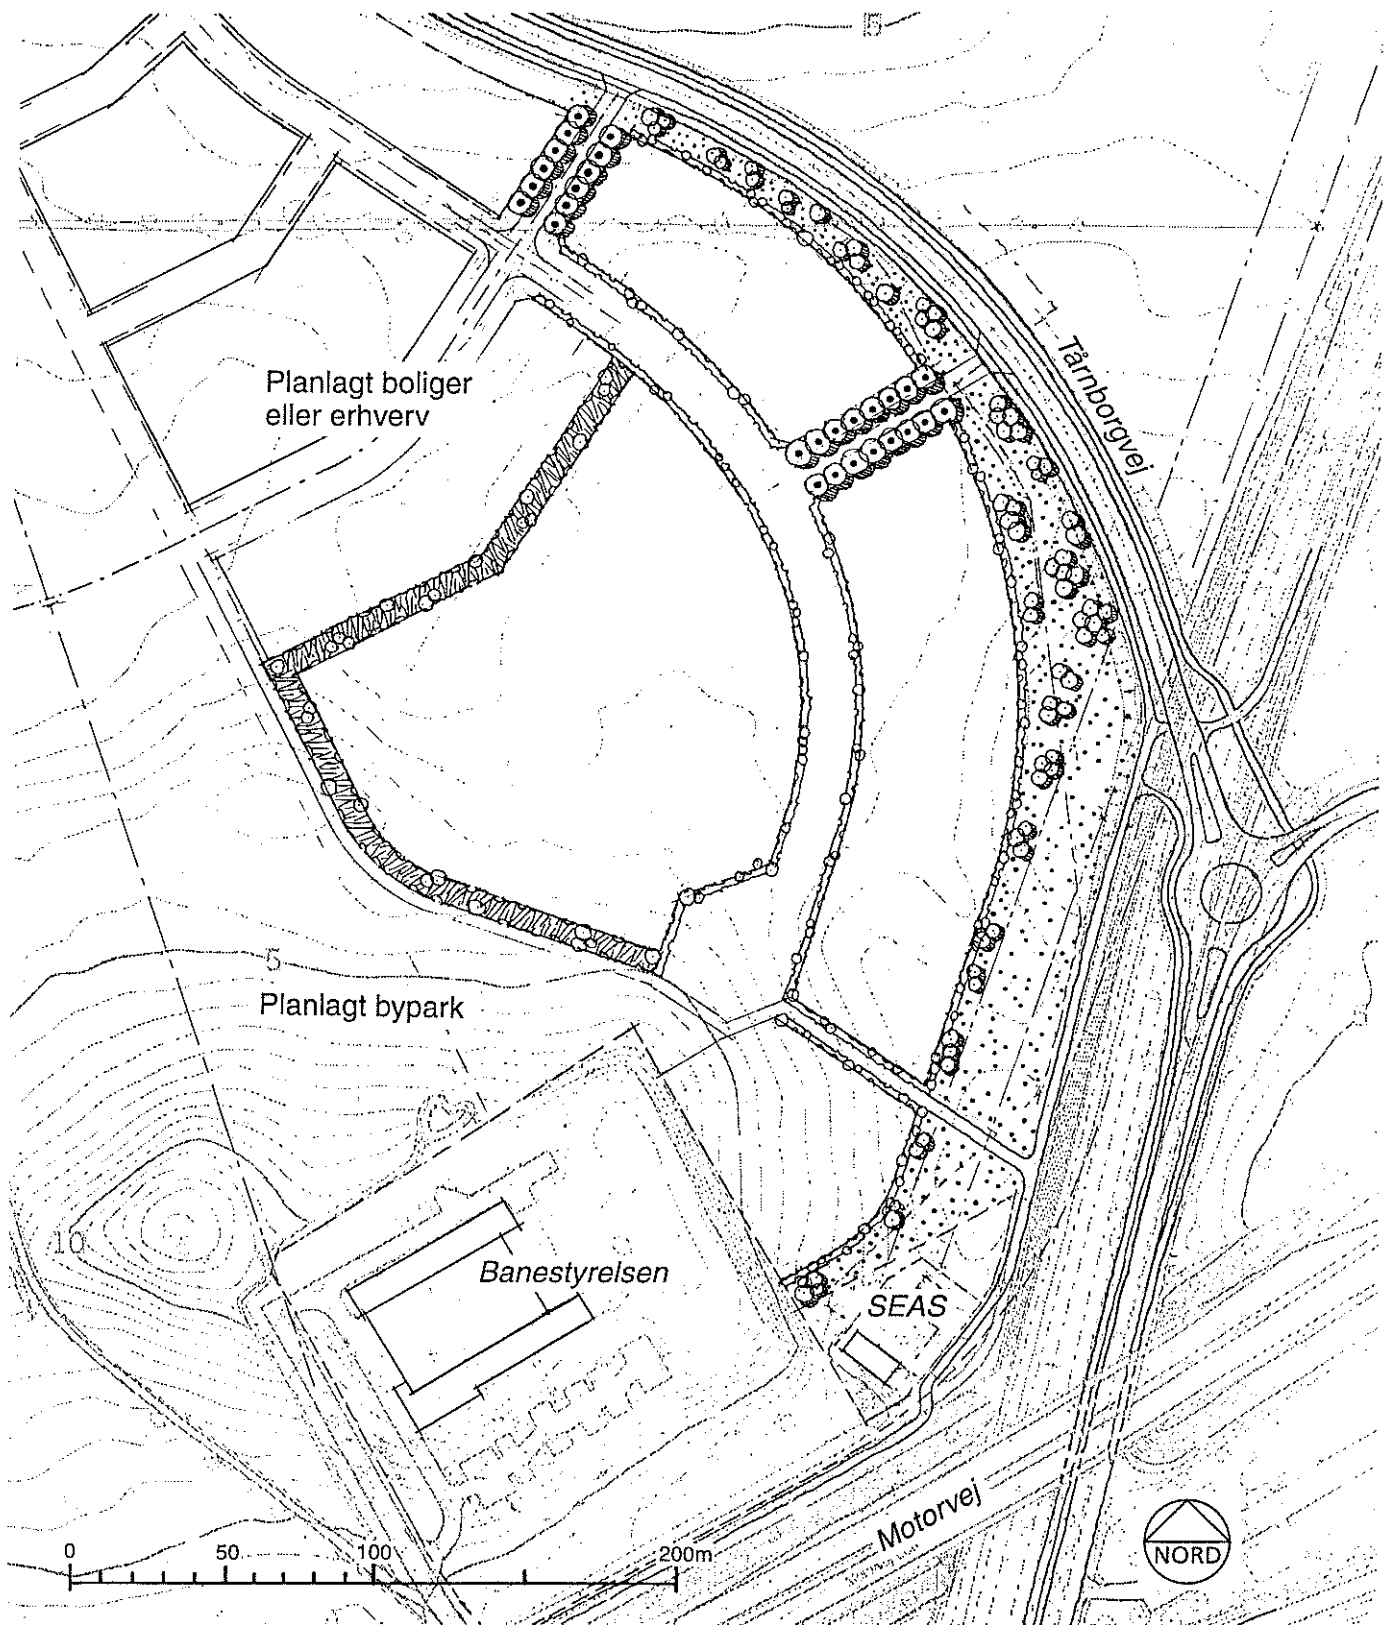 5
Tårnborgvej
Planlagt boliger
eller erhverv
5
Planlagt bypark
10
Banestyrelsen
SEAS
Motorvej
0 50 100 200m
NORD